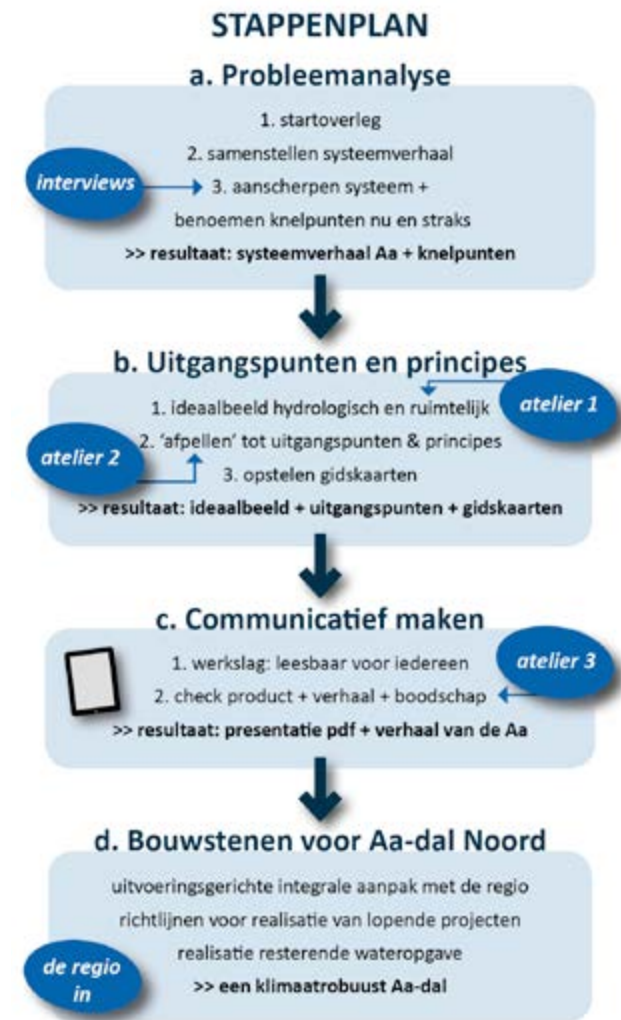 STAPPENPLAN
a. Probleemanalyse
1. startoverleg
2. samenstellen systeemverhaal
interviews
3. aanscherpen systeem +
benoemen knelpunten nu en straks
>> resultaat: systeemverhaal Aa + knelpunten
b. Uitgangspunten en principes
1. ideaalbeeld hydrologisch en ruimtelijk
atelier 1
2. 'afpellen' tot uitgangspunten & principes
atelier 2
3. opstelen gidskaarten
>> resultaat: ideaalbeeld + uitgangspunten + gidskaarten
c. Communicatief maken
1. werkslag: leesbaar voor iedereen
atelier 3
2. check product + verhaal + boodschap
>> resultaat: presentatie pdf + verhaal van de Aa
d. Bouwstenen voor Aa-dal Noord
uitvoeringsgerichte integrale aanpak met de regio
richtlijnen voor realisatie van lopende projecten
realisatie resterende wateropgave
de regio
in
>> een klimaatrobuust Aa-dal